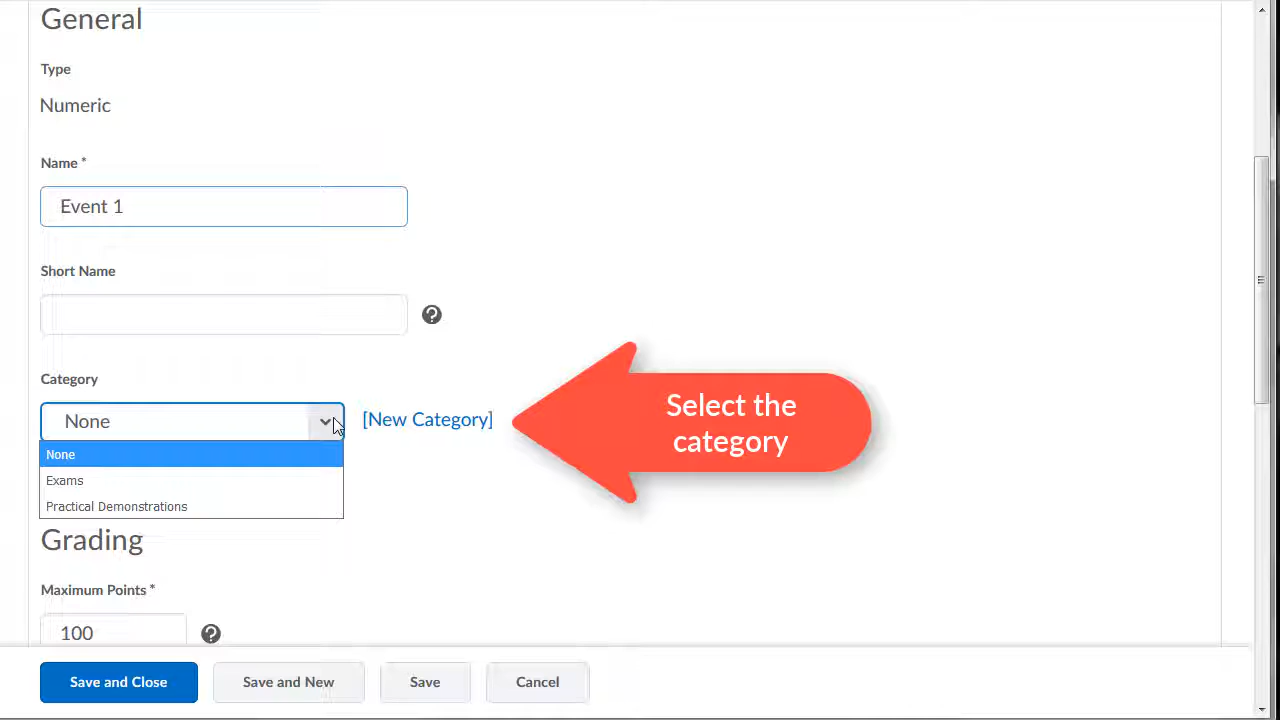 General
Type
Numeric
Name *
Event 1
Short Name
Category
None
[New Category]
Select the
category
None
Exams
Practical Demonstrations
Grading
Maximum Points *
100
Save and Close
Save and New
Save
Cancel